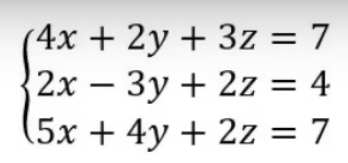 4x + 2y + 3z = 7
2x − 3y + 2z = 4
5x + 4y + 2z = 7